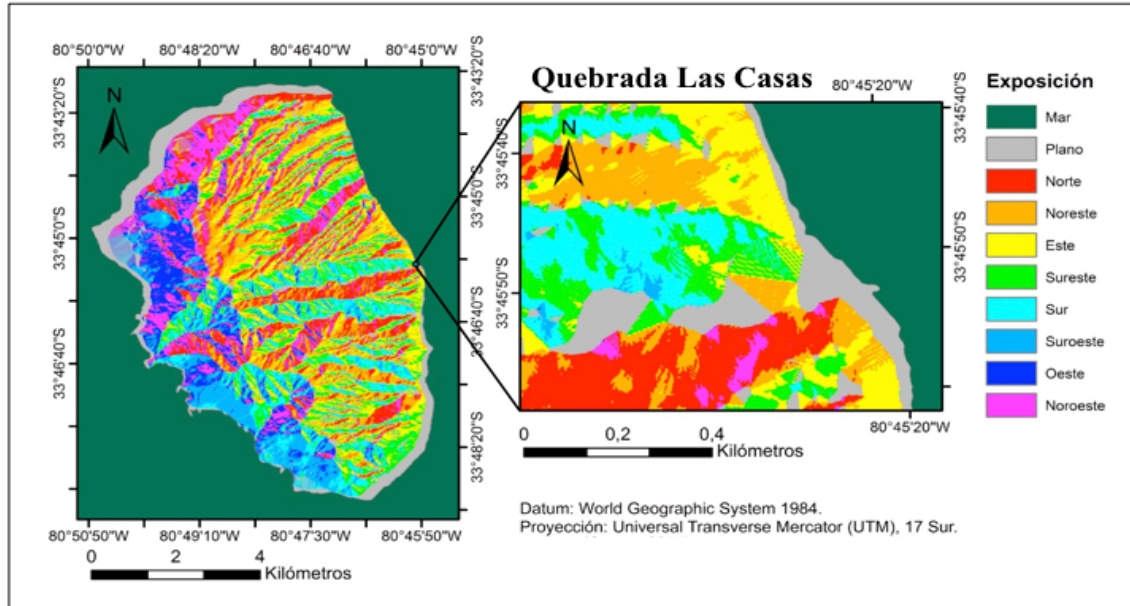 80°50'0"W 80°48'20"W 80°46'40"W 80°45'0"W
33°43'20"S
33°43'20"S
33°45'0"S
33°45'0"S
33°46'40"S
33°46'40"S
33°48'20"S
N
80°50'50"W 80°49'10"W 80°47'30"W 80°45'50"W
0 2 4
Kilómetros
Quebrada Las Casas
80°45'20"W
33°45'40"S
33°45'40"S
33°45'50"S
33°45'50"S
N
80°45'20"W
0 0,2 0,4
Kilómetros
Exposición
Mar
Plano
Norte
Noreste
Este
Sureste
Sur
Suroeste
Oeste
Noroeste
Datum: World Geographic System 1984.
Proyección: Universal Transverse Mercator (UTM), 17 Sur.